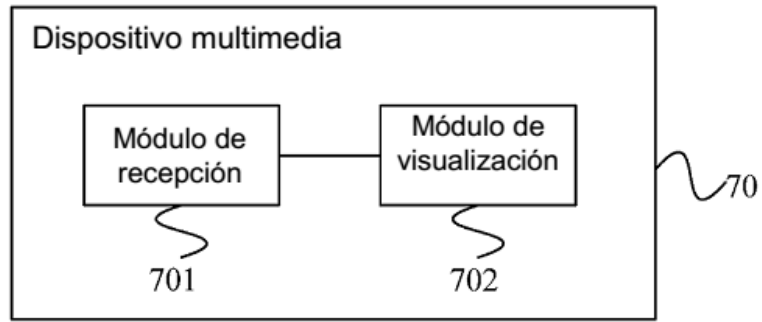 Dispositivo multimedia
Módulo de
recepción
Módulo de
visualización
70
701
702